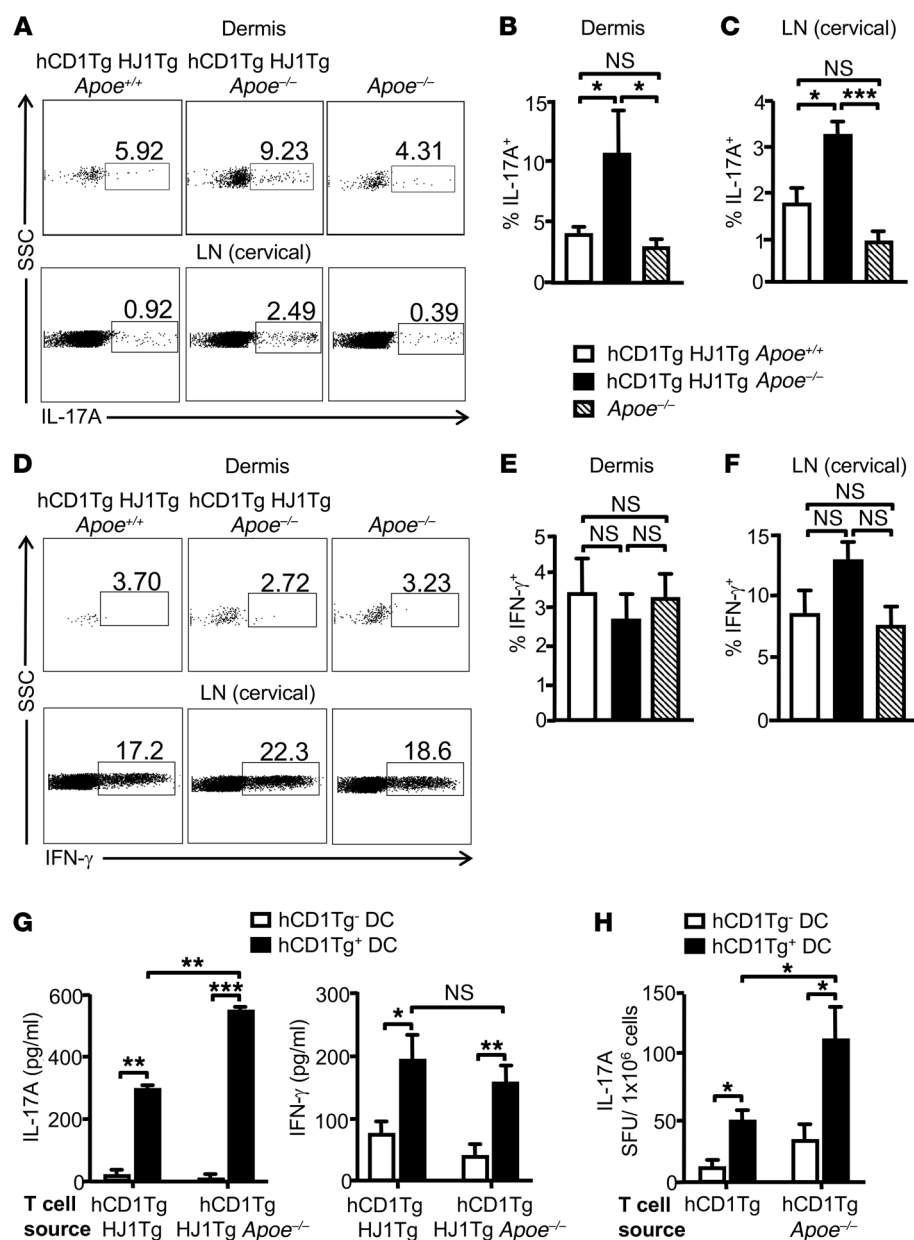 A
Dermis
hCD1Tg HJ1Tg hCD1Tg HJ1Tg
Apoe+/+ Apoe–/– Apoe–/–
5.92 9.23 4.31
SSC
LN (cervical)
0.92 2.49 0.39
IL-17A
B
Dermis
NS
* *
% IL-17A+
15
10
5
0
C
LN (cervical)
NS
* ***
% IL-17A+
4
3
2
1
0
hCD1Tg HJ1Tg Apoe+/+
hCD1Tg HJ1Tg Apoe–/–
Apoe–/–
D
Dermis
hCD1Tg HJ1Tg hCD1Tg HJ1Tg
Apoe+/+ Apoe–/– Apoe–/–
3.70 2.72 3.23
SSC
LN (cervical)
17.2 22.3 18.6
IFN-γ
E
Dermis
NS
NS NS
% IFN-γ+
5
4
3
2
1
0
F
LN (cervical)
NS
NS NS
% IFN-γ+
15
10
5
0
G
hCD1Tg- DC
hCD1Tg+ DC
**
***
**
IL-17A (pg/ml)
600
400
200
0
T cell source
hCD1Tg HJ1Tg
hCD1Tg HJ1Tg Apoe–/–
NS
*
**
IFN-γ (pg/ml)
300
200
100
0
hCD1Tg HJ1Tg
hCD1Tg HJ1Tg Apoe–/–
H
hCD1Tg- DC
hCD1Tg+ DC
*
*
*
IL-17A
SFU/ 1x10⁶ cells
150
100
50
0
T cell source
hCD1Tg
hCD1Tg Apoe–/–